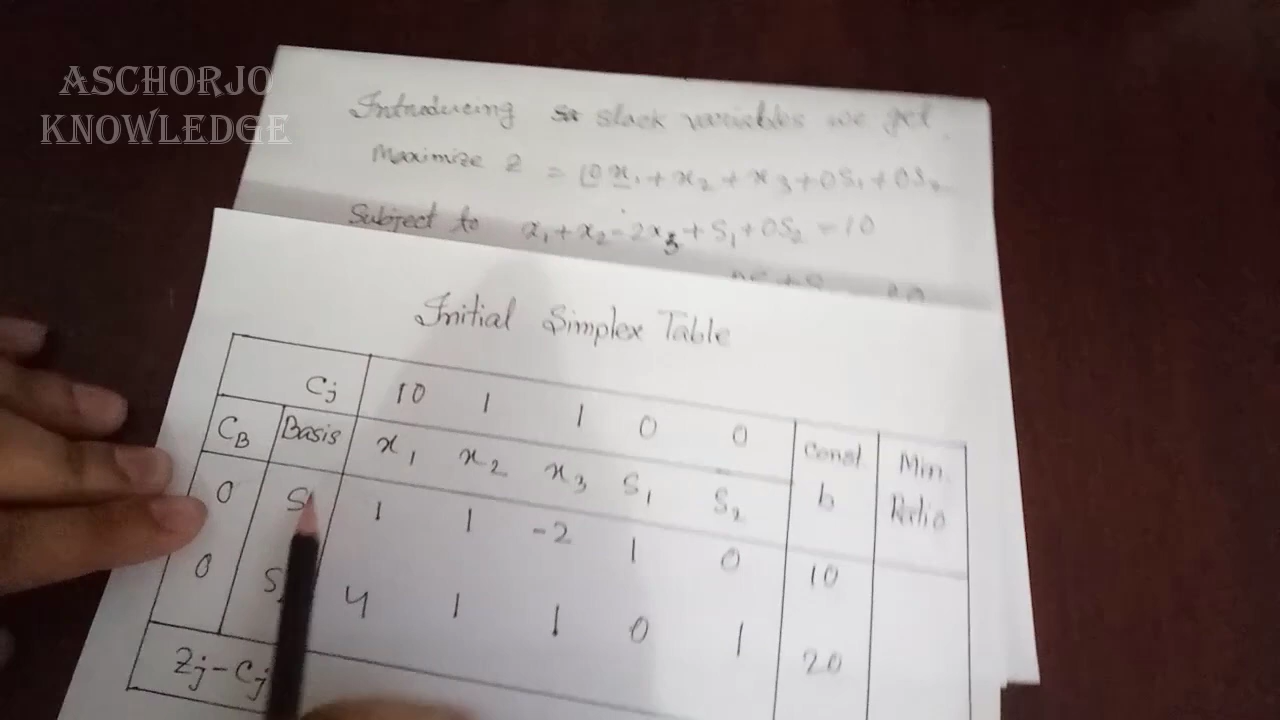 ASCHORJO
KNOWLEDGE
Introducing slack variables we get
Maximize Z = 10x₁ + x₂ + x₃ + 0S₁ + 0S₂
Subject to x₁ + x₂ - 2x₃ + S₁ + 0S₂ = 10
Initial Simplex Table
Cj 10 1 1 0 0
CB Basis x₁ x₂ x₃ S₁ S₂ Const b Min. Ratio
0 S 1 1 -2 1 0 10
0 S 4 1 1 0 1 20
Zj - Cj